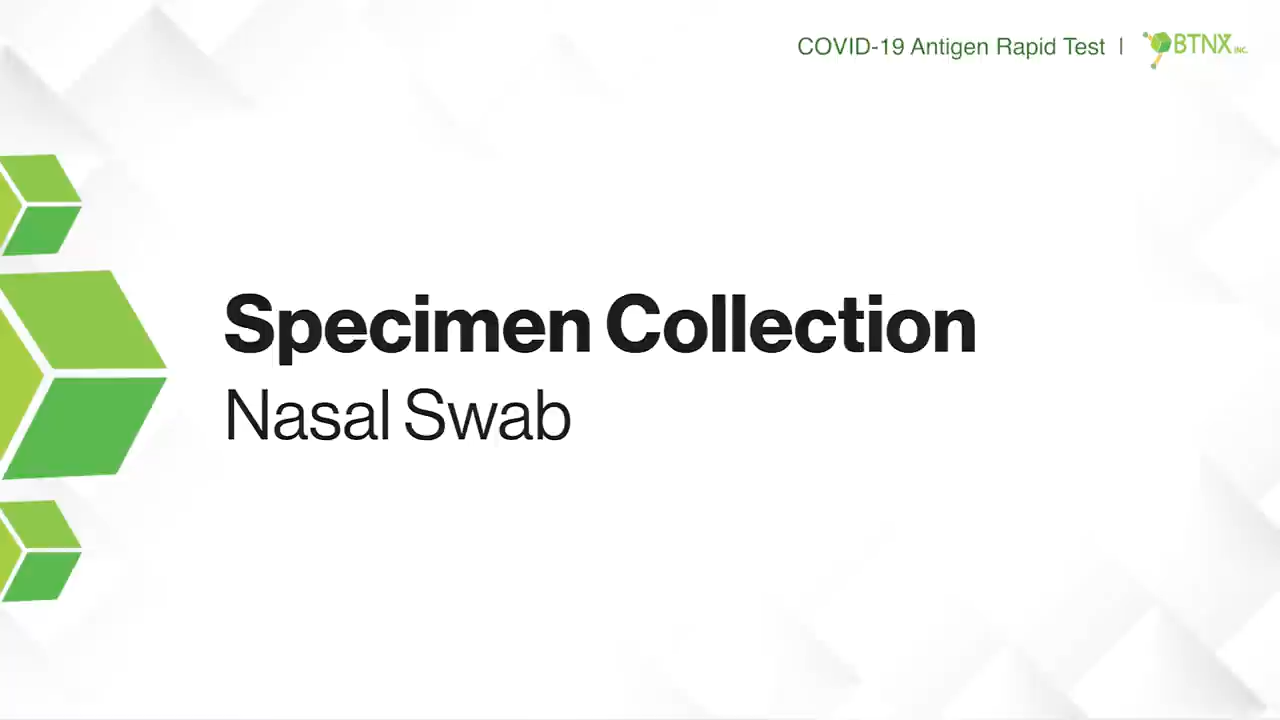 COVID-19 Antigen Rapid Test | BTNX INC.
Specimen Collection
Nasal Swab